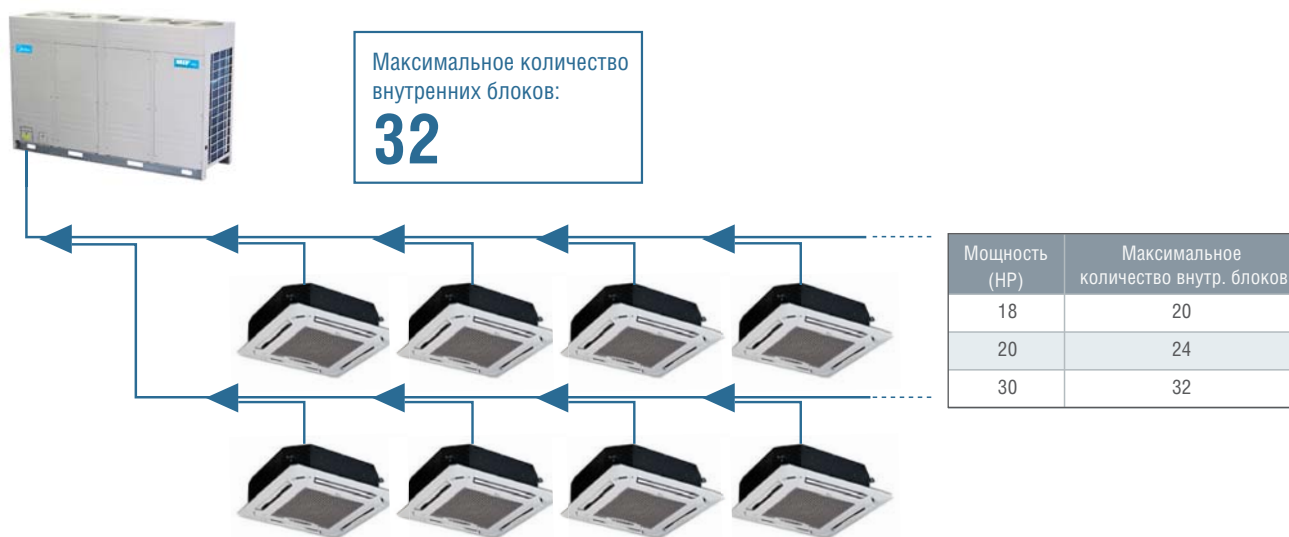 Максимальное количество
внутренних блоков:
32
Мощность
(HP)
Максимальное
количество внутр. блоков
18 20
20 24
30 32